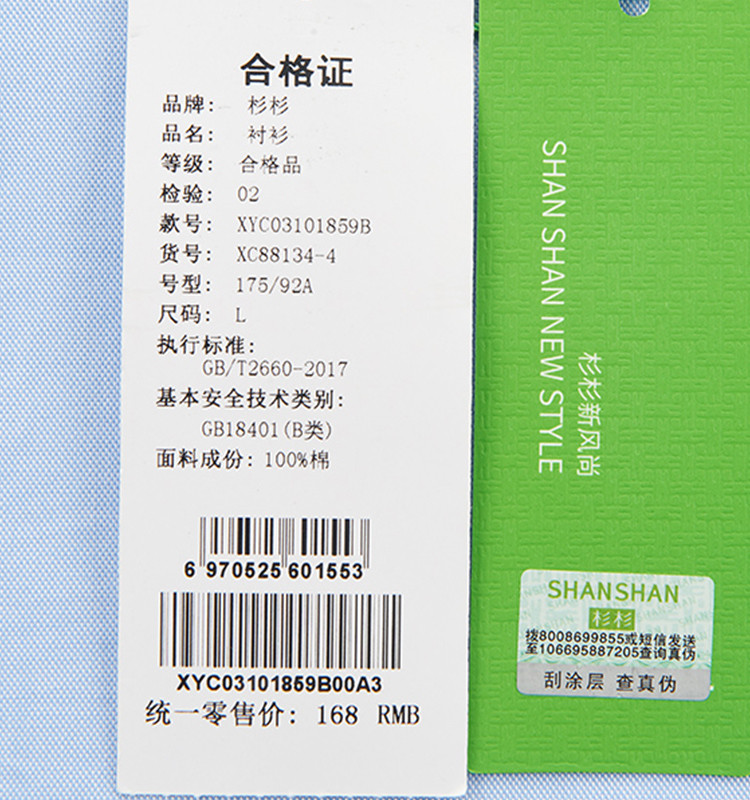 合格证
品牌: 杉杉
品名: 衬衫
等级: 合格品
检验: 02
款号: XYC03101859B
货号: XC88134-4
号型: 175/92A
尺码: L
执行标准:
GB/T2660-2017
基本安全技术类别:
GB18401(B类)
面料成份: 100%棉
6 970525 601553
XYC03101859B00A3
统一零售价: 168 RMB
SHAN SHAN NEW STYLE
杉杉新风尚
SHANSHAN
杉杉
拨8008699855或短信发送
至106695887205查询真伪
刮涂层 查真伪